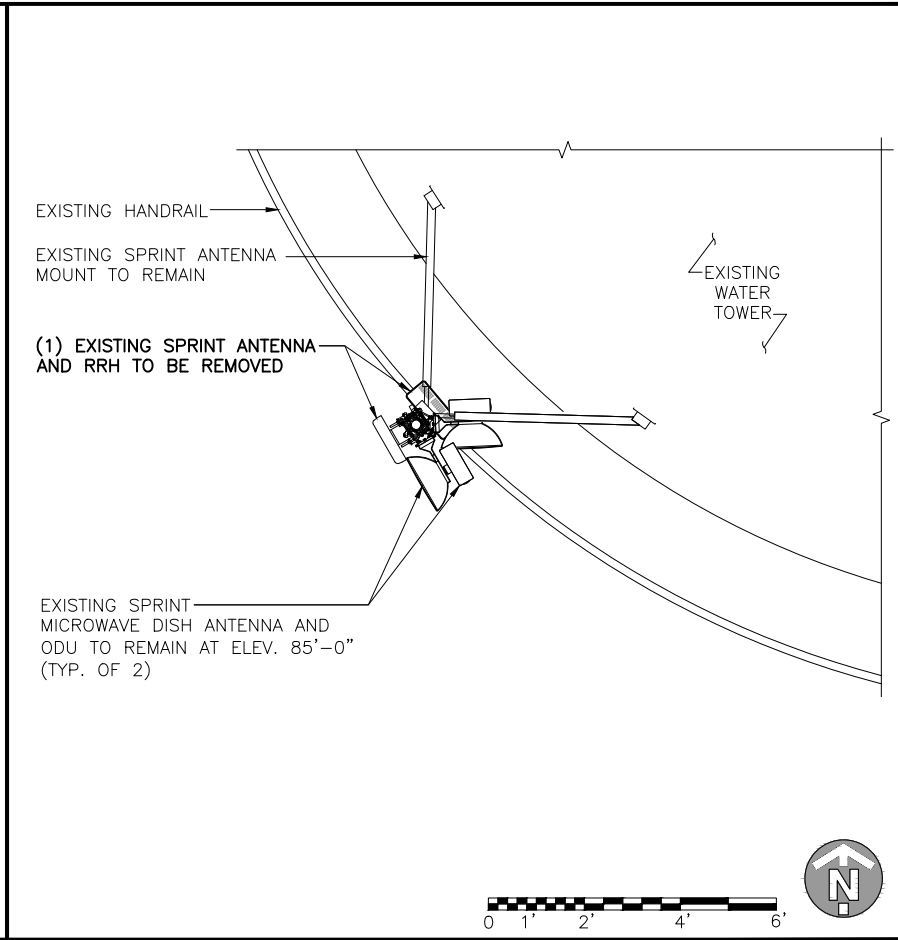 EXISTING HANDRAIL
EXISTING SPRINT ANTENNA
MOUNT TO REMAIN
(1) EXISTING SPRINT ANTENNA
AND RRH TO BE REMOVED
EXISTING
WATER
TOWER
EXISTING SPRINT
MICROWAVE DISH ANTENNA AND
ODU TO REMAIN AT ELEV. 85'-0"
(TYP. OF 2)
N
0 1' 2' 4' 6'